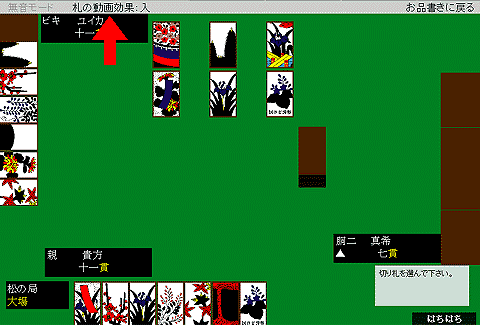 無音モード 札の動画効果:入 お品書きに戻る
ビキ ユイカ
十一貫
胴二 真希
▲ 七貫
親 貴方
十一貫
切り札を選んで下さい。
松の局
大場
はちはち